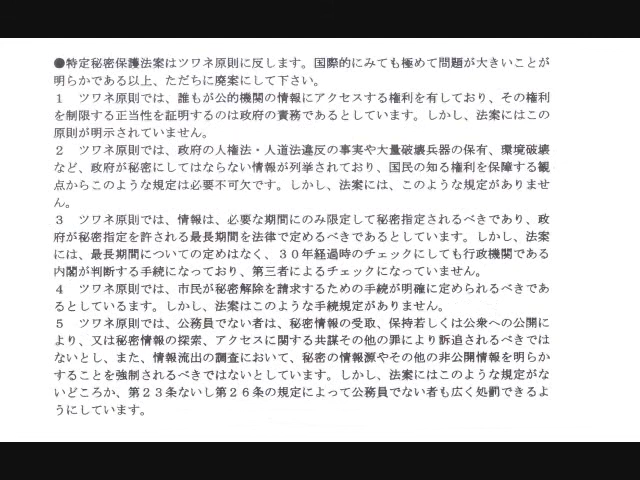 ●特定秘密保護法案はツワネ原則に反します。国際的にみても極めて問題が大きいことが
明らかである以上、ただちに廃案にして下さい。
１　ツワネ原則では、誰もが公的機関の情報にアクセスする権利を有しており、その権利
を制限する正当性を証明するのは政府の責務であるとしています。しかし、法案にはこの
原則が明示されていません。
２　ツワネ原則では、政府の人権法・人道法違反の事実や大量破壊兵器の保有、環境破壊
など、政府が秘密にしてはならない情報が列挙されており、国民の知る権利を保障する観
点からこのような規定は必要不可欠です。しかし、法案には、このような規定がありませ
ん。
３　ツワネ原則では、情報は、必要な期間にのみ限定して秘密指定されるべきであり、政
府が秘密指定を許される最長期間を法律で定めるべきであるとしています。しかし、法案
には、最長期間についての定めはなく、３０年経過時のチェックにしても行政機関である
内閣が判断する手続になっており、第三者によるチェックになっていません。
４　ツワネ原則では、市民が秘密解除を請求するための手続が明確に定められるべきであ
るとしているます。しかし、法案はこのような手続規定がありません。
５　ツワネ原則では、公務員でない者は、秘密情報の受取、保持若しくは公衆への公開に
より、又は秘密情報の探索、アクセスに関する共謀その他の罪により訴追されるべきでは
ないとし、また、情報流出の調査において、秘密の情報源やその他の非公開情報を明らか
することを強制されるべきではないとしています。しかし、法案にはこのような規定がな
いどころか、第２３条ないし第２６条の規定によって公務員でない者も広く処罰できるよ
うにしています。